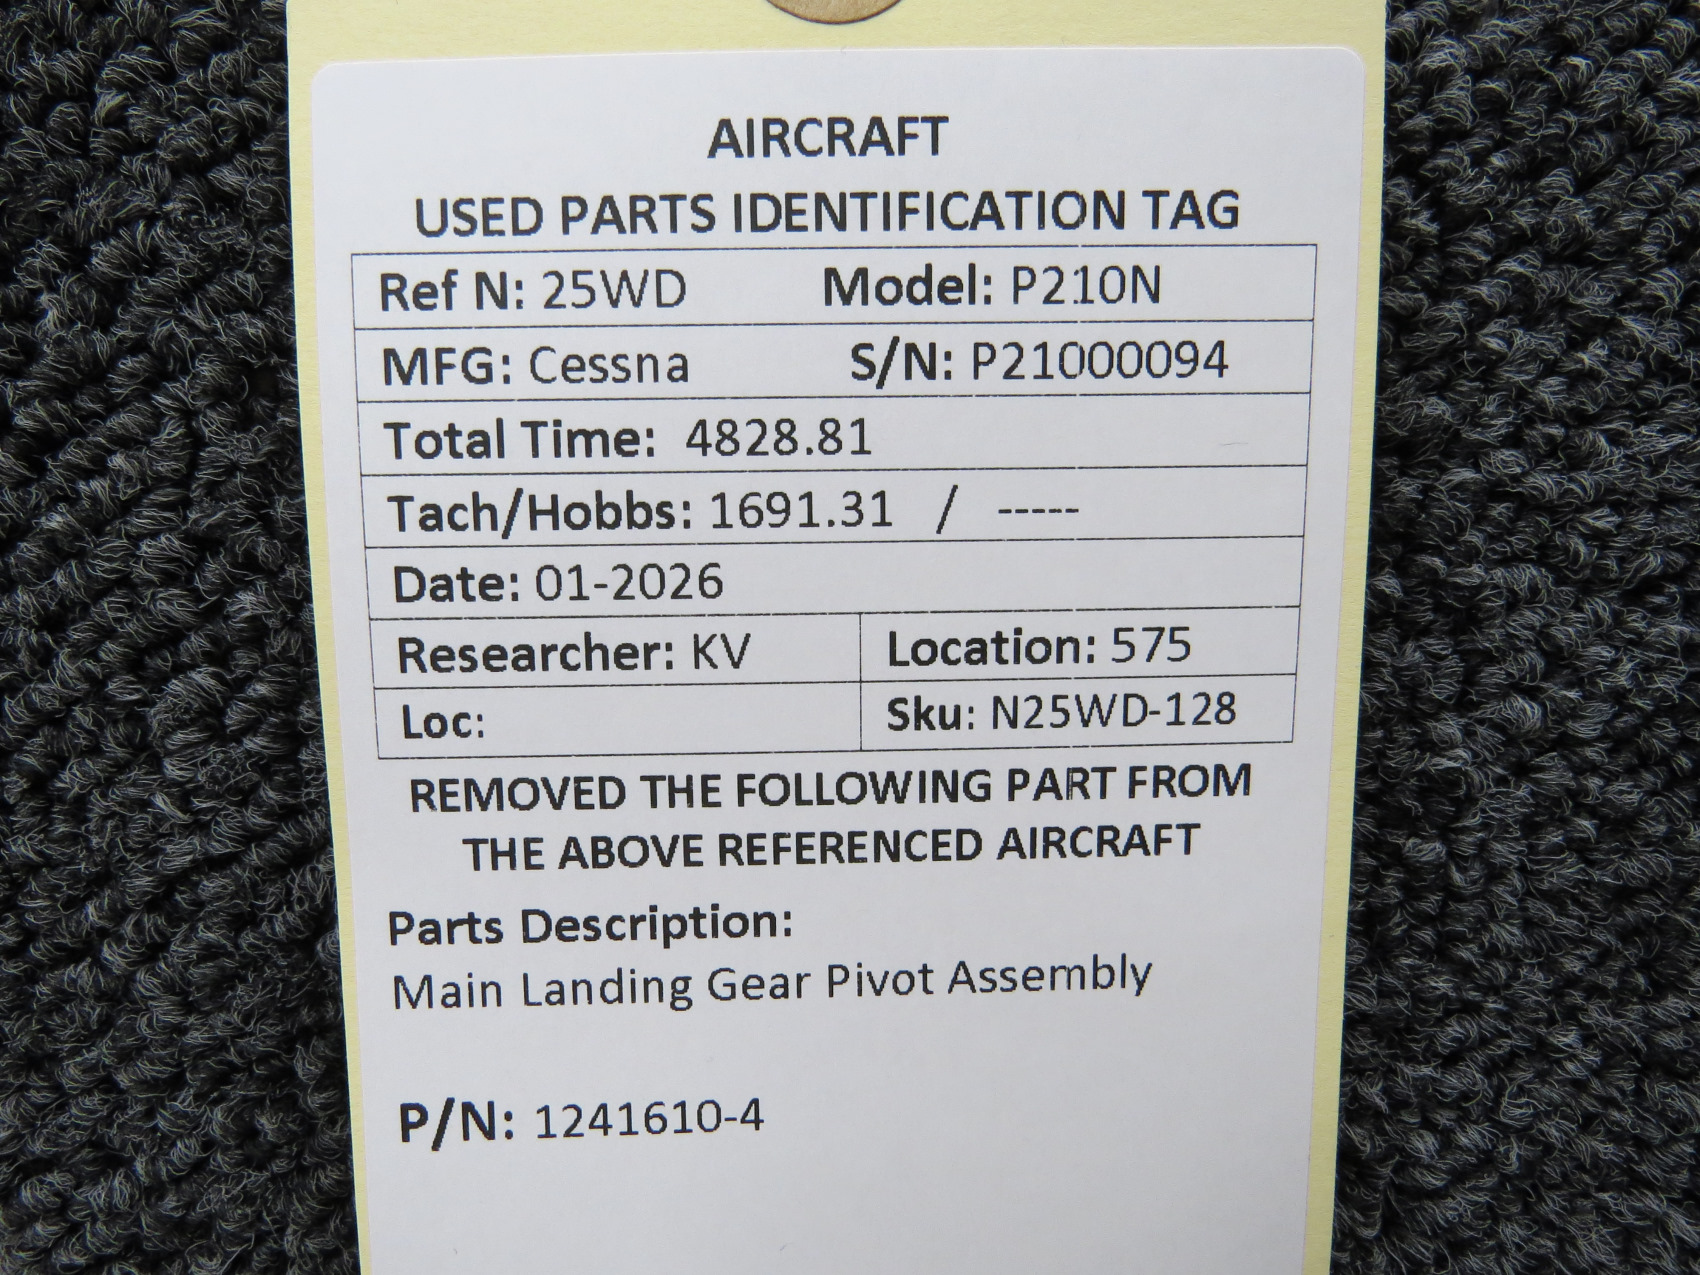 AIRCRAFT
USED PARTS IDENTIFICATION TAG
Ref N: 25WD Model: P210N
MFG: Cessna S/N: P21000094
Total Time: 4828.81
Tach/Hobbs: 1691.31 / -----
Date: 01-2026
Researcher: KV Location: 575
Loc: Sku: N25WD-128
REMOVED THE FOLLOWING PART FROM
THE ABOVE REFERENCED AIRCRAFT
Parts Description:
Main Landing Gear Pivot Assembly
P/N: 1241610-4